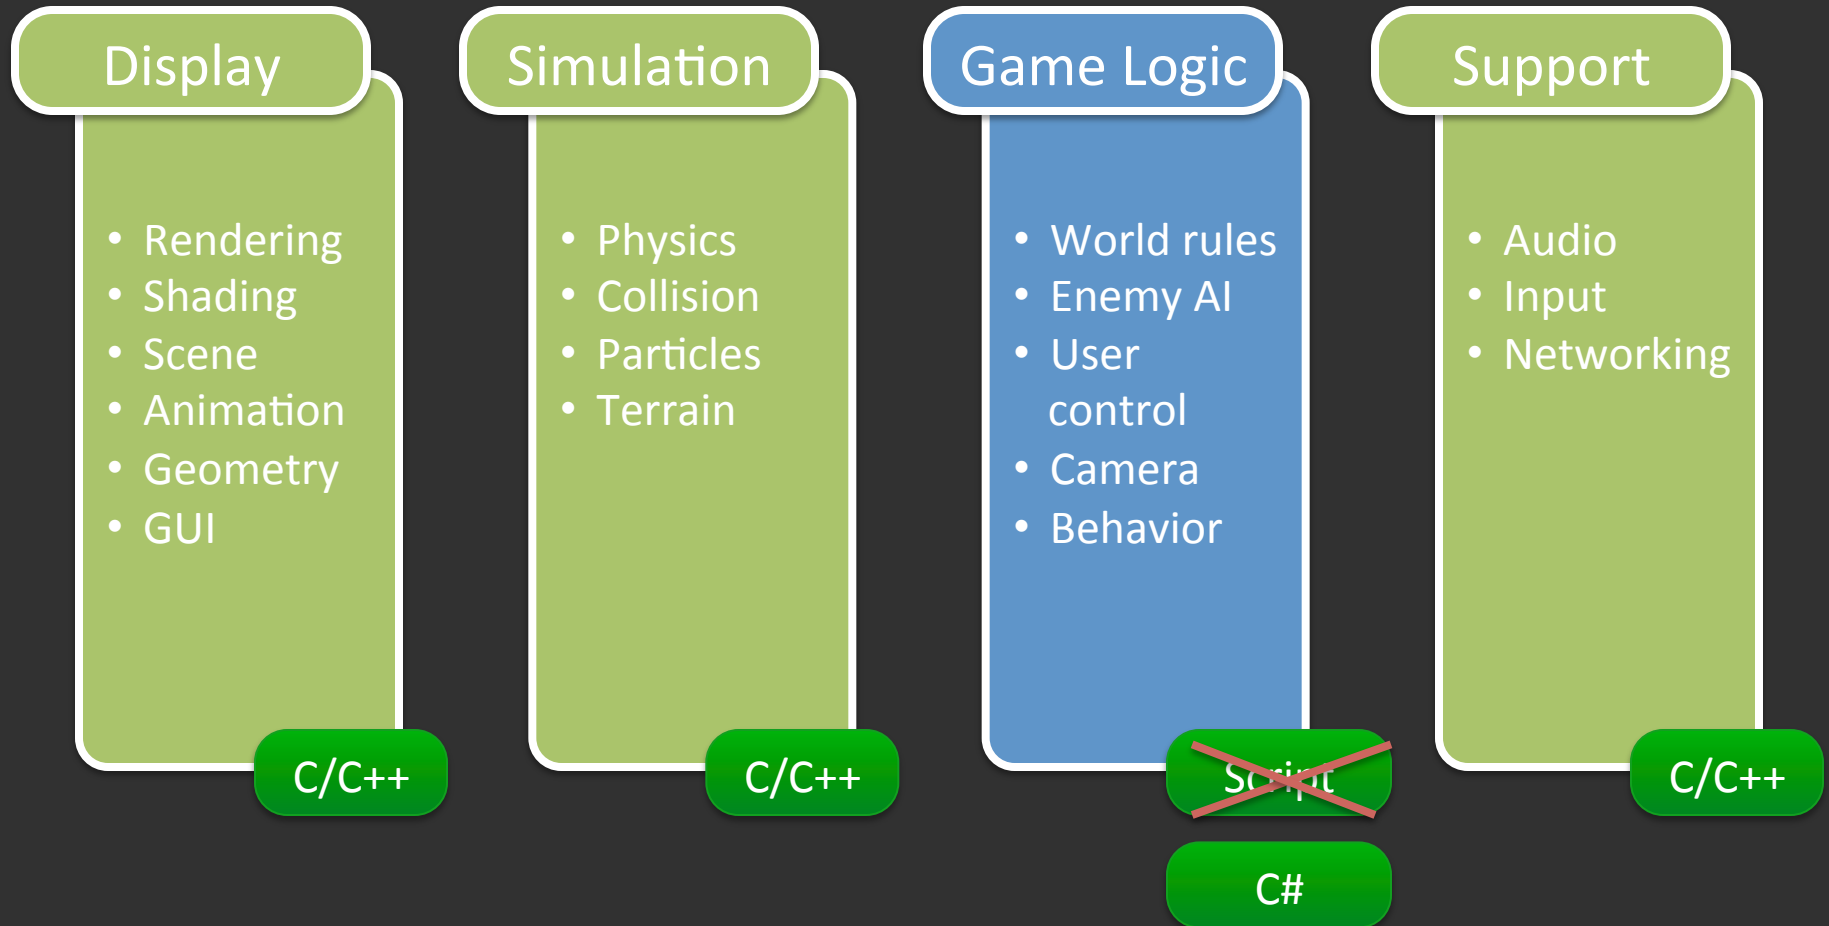 Display
• Rendering
• Shading
• Scene
• Animation
• Geometry
• GUI
C/C++
Simulation
• Physics
• Collision
• Particles
• Terrain
C/C++
Game Logic
• World rules
• Enemy AI
• User
control
• Camera
• Behavior
Script
C#
Support
• Audio
• Input
• Networking
C/C++